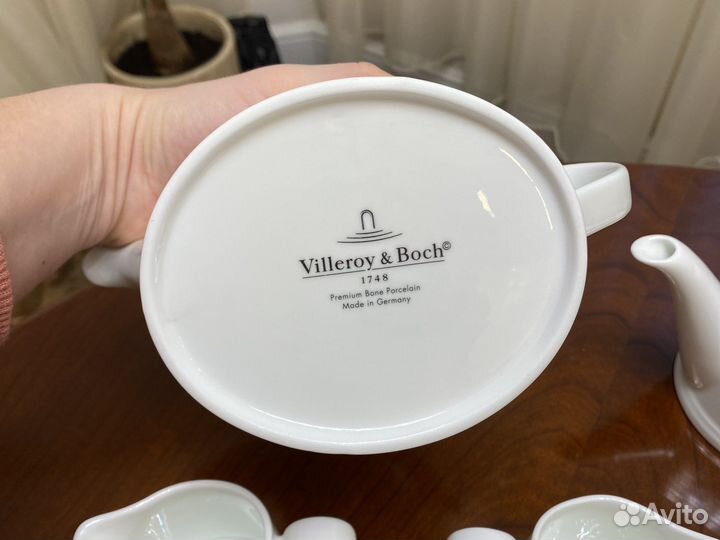 Villeroy & Boch©
1748
Premium Bone Porcelain
Made in Germany
Avito